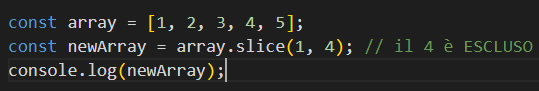 const array = [1, 2, 3, 4, 5];
const newArray = array.slice(1, 4); // il 4 è ESCLUSO
console.log(newArray);